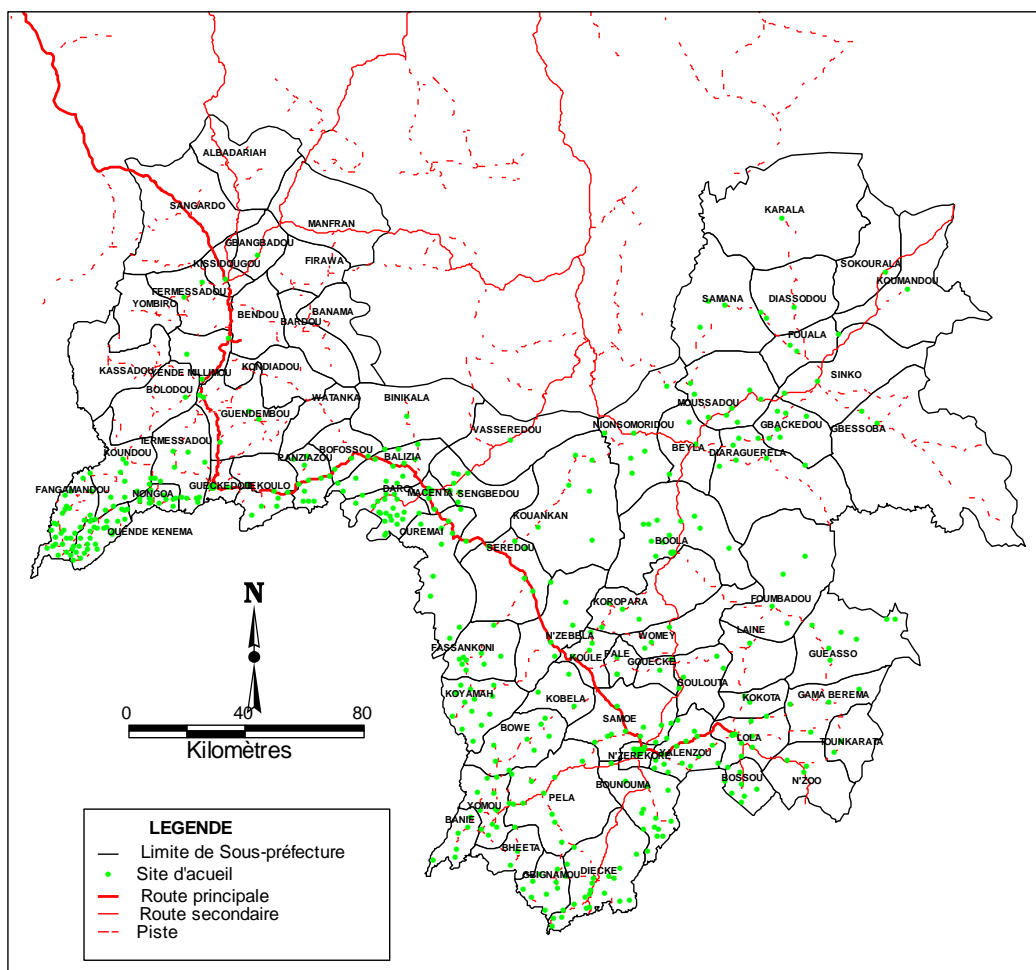 ALBADARIAH
SANGARDO
MANFRAN
KARALA
GBANGBADOU
FIRAWA
KISSIDOUGOU
SOKOURALA
KOUMANDOU
FERMESSADOU
YOMBIRO
BENDOU
BANAMA
BARDOU
SAMANA
DIASSODOU
FOUALA
KASSADOU
YENDE MILLIMOU
KONDIADOU
SINKO
BOLODOU
WATANKA
BINIKALA
MOUSSADOU
GUENDEMBOU
VASSEREDOU
NIONSOMORIDOU
GBACKEDOU
GBESSOBA
TERMESSADOU
KOUNDOU
BOFOSSOU
PANZIAZOU
BALIZIA
BEYLA
DIARAGUERELA
FANGAMANDOU
NONGOA
GUECKEDOU
TEKOULO
DARO
MACENTA
SENGBEDOU
OUENDE KENEMA
OUREMAI
KOUANKAN
SEREDOU
BOOLA
N
KOROPARA
FOUMBADOU
FASSANKONI
N'ZEBELA
WOMEY
LAINE
KOULE
PALE
GOUECKE
GUEASSO
SOULOUTA
KOYAMAH
KOBELA
KOKOTA
GAMA BEREMA
0 40 80
Kilomètres
BOWE
SAMOE
LOLA
TOUNKARATA
N'ZEREKORE
YALENZOU
BOSSOU
N'ZOO
BOUNOUMA
PELA
YOMOU
BANIE
BHEETA
GBIGNAMOU
DIECKE
LEGENDE
Limite de Sous-préfecture
Site d'acueil
Route principale
Route secondaire
Piste